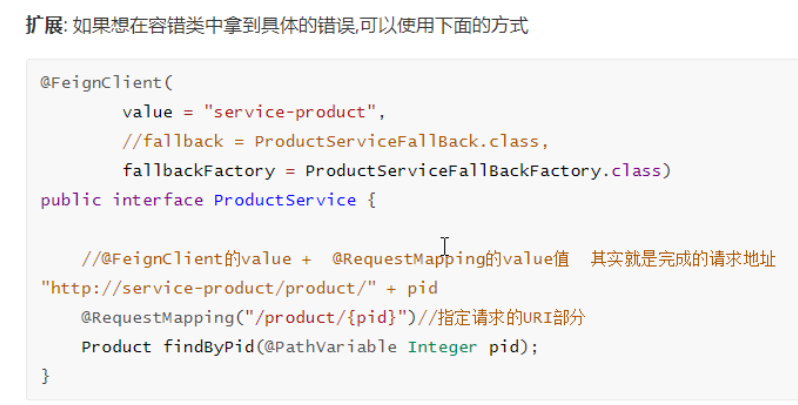 扩展: 如果想在容错类中拿到具体的错误,可以使用下面的方式
@FeignClient(
        value = "service-product",
        //fallback = ProductServiceFallBack.class,
        fallbackFactory = ProductServiceFallBackFactory.class)
public interface ProductService {
    //@FeignClient的value +  @RequestMapping的value值  其实就是完成的请求地址
"http://service-product/product/" + pid
    @RequestMapping("/product/{pid}")//指定请求的URI部分
    Product findByPid(@PathVariable Integer pid);
}